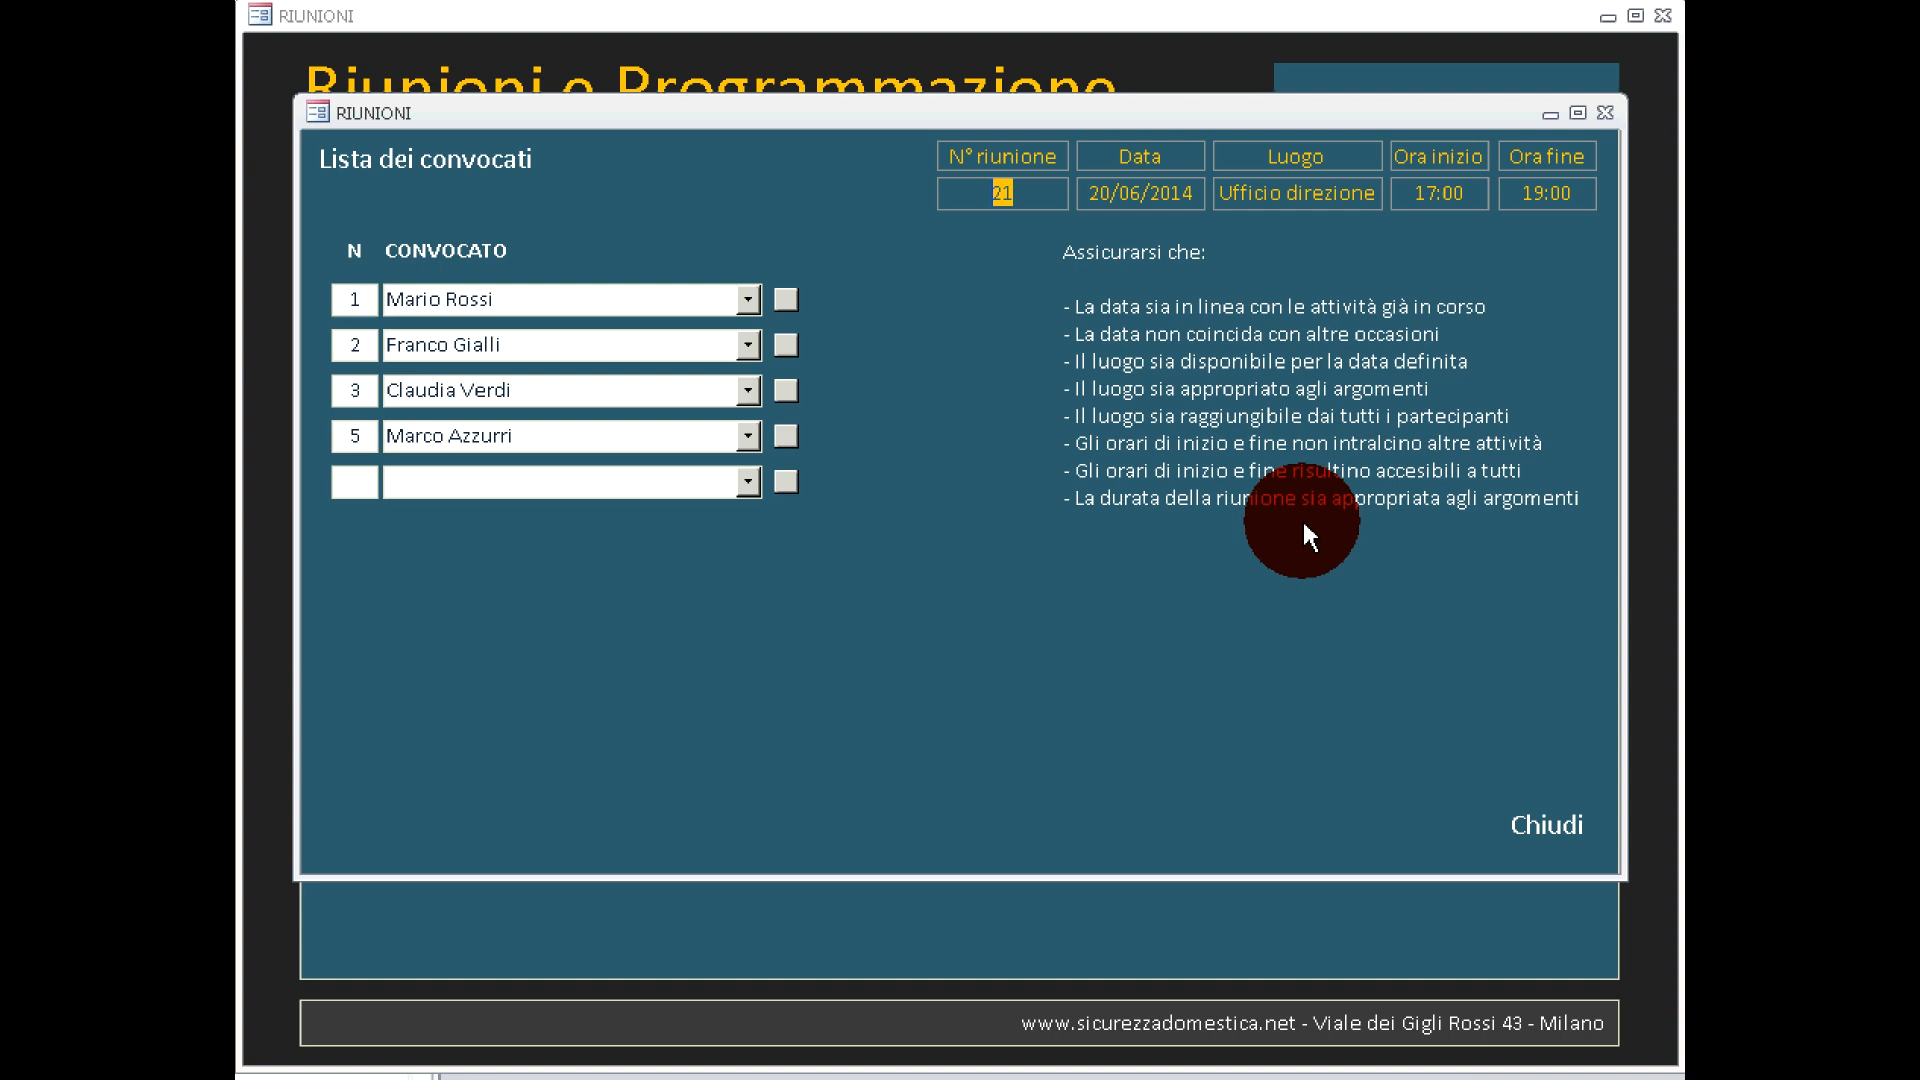 RIUNIONI
Riunioni e Programmazione
RIUNIONI
Lista dei convocati
N° riunione Data Luogo Ora inizio Ora fine
21 20/06/2014 Ufficio direzione 17:00 19:00
N CONVOCATO
1 Mario Rossi
2 Franco Gialli
3 Claudia Verdi
5 Marco Azzurri
Assicurarsi che:
- La data sia in linea con le attività già in corso
- La data non coincida con altre occasioni
- Il luogo sia disponibile per la data definita
- Il luogo sia appropriato agli argomenti
- Il luogo sia raggiungibile dai tutti i partecipanti
- Gli orari di inizio e fine non intralcino altre attività
- Gli orari di inizio e fine risultino accesibili a tutti
- La durata della riunione sia appropriata agli argomenti
Chiudi
www.sicurezzadomestica.net - Viale dei Gigli Rossi 43 - Milano